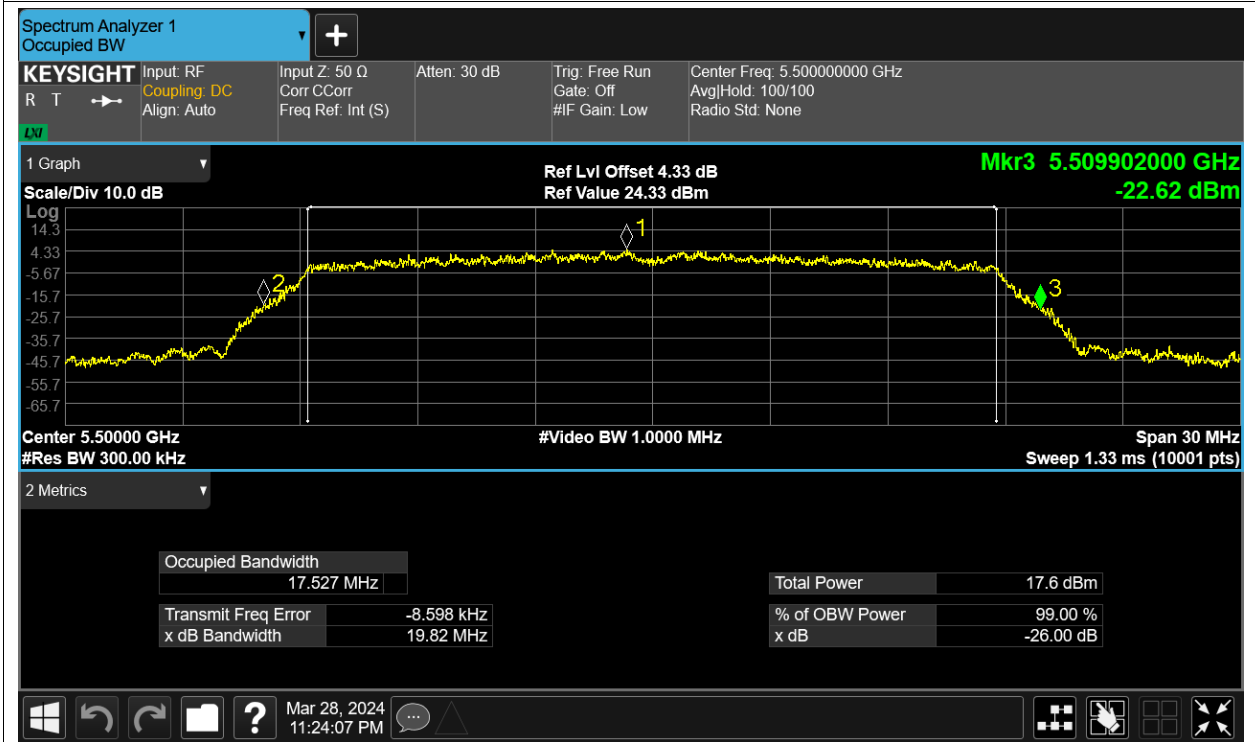 Spectrum Analyzer 1
Occupied BW
KEYSIGHT
R T
LXI
Input: RF
Coupling: DC
Align: Auto
Input Z: 50 Ω
Corr CCorr
Freq Ref: Int (S)
Atten: 30 dB
Trig: Free Run
Gate: Off
#IF Gain: Low
Center Freq: 5.500000000 GHz
Avg|Hold: 100/100
Radio Std: None
1 Graph
Scale/Div 10.0 dB
Ref Lvl Offset 4.33 dB
Ref Value 24.33 dBm
Mkr3 5.509902000 GHz
-22.62 dBm
Log
14.3
4.33
-5.67
-15.7
-25.7
-35.7
-45.7
-55.7
-65.7
1
2
3
Center 5.50000 GHz
#Res BW 300.00 kHz
#Video BW 1.0000 MHz
Span 30 MHz
Sweep 1.33 ms (10001 pts)
2 Metrics
Occupied Bandwidth
17.527 MHz
Transmit Freq Error -8.598 kHz
x dB Bandwidth 19.82 MHz
Total Power 17.6 dBm
% of OBW Power 99.00 %
x dB -26.00 dB
?
Mar 28, 2024
11:24:07 PM